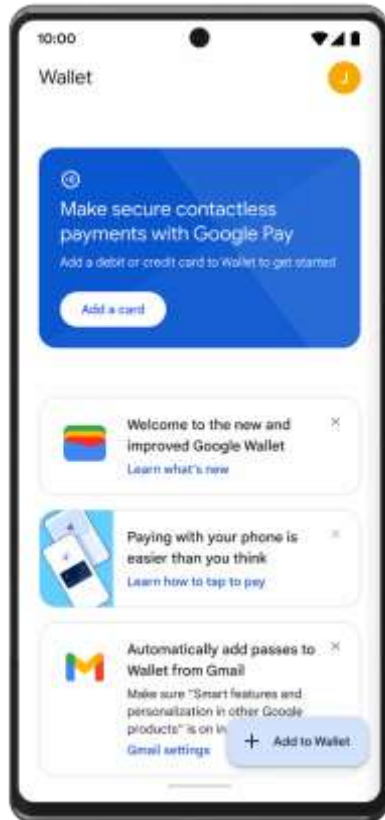 10:00
Wallet
J
Make secure contactless
payments with Google Pay
Add a debit or credit card to Wallet to get started
Add a card
Welcome to the new and
improved Google Wallet
Learn what's new
Paying with your phone is
easier than you think
Learn how to tap to pay
Automatically add passes to
Wallet from Gmail
Make sure "Smart features and
personalization in other Google
products" is on in
Gmail settings
+ Add to Wallet